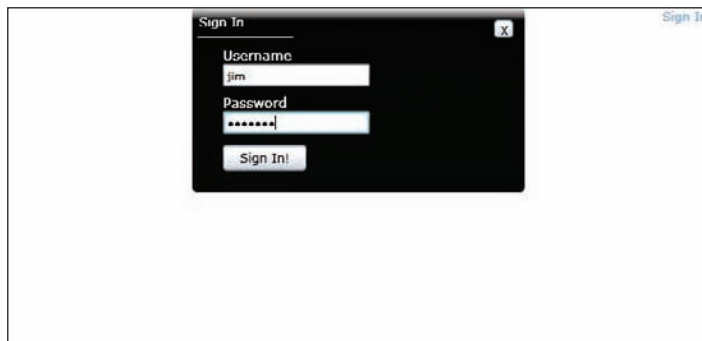 Sign In
X
Sign In
Username
jim
Password
•••••••
Sign In!